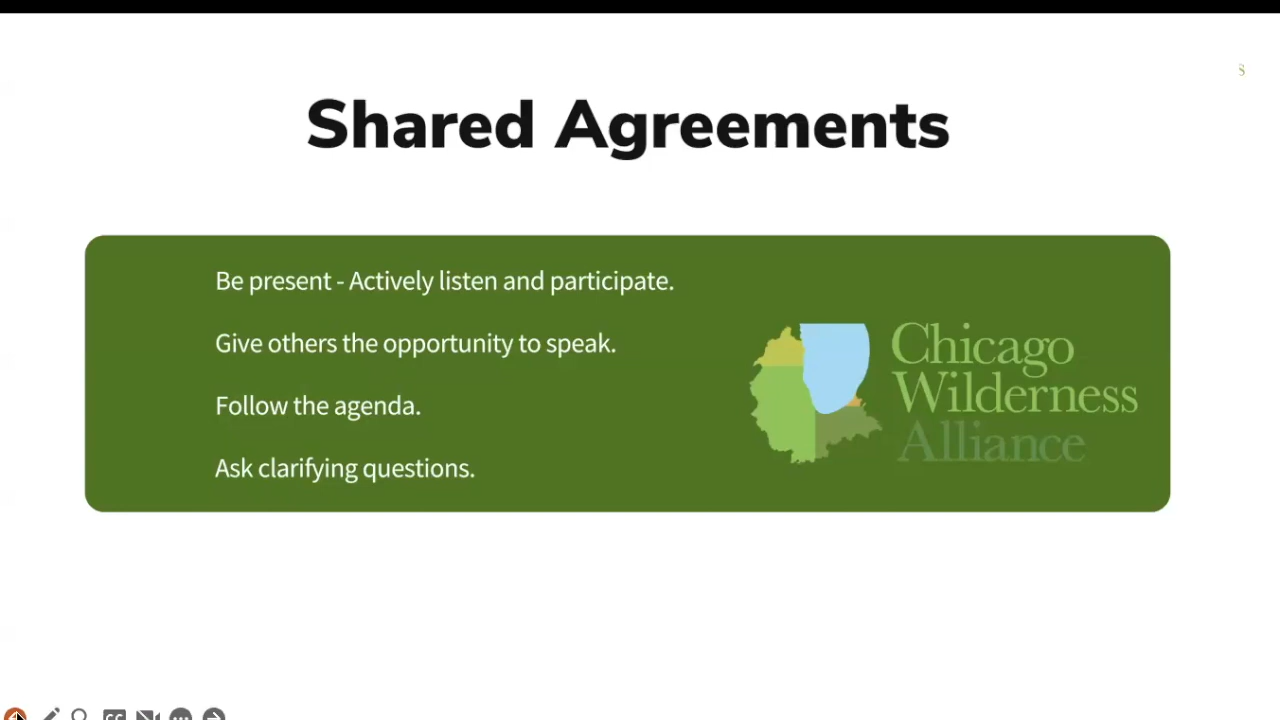 Shared Agreements
Be present - Actively listen and participate.
Give others the opportunity to speak.
Follow the agenda.
Ask clarifying questions.
Chicago
Wilderness
Alliance